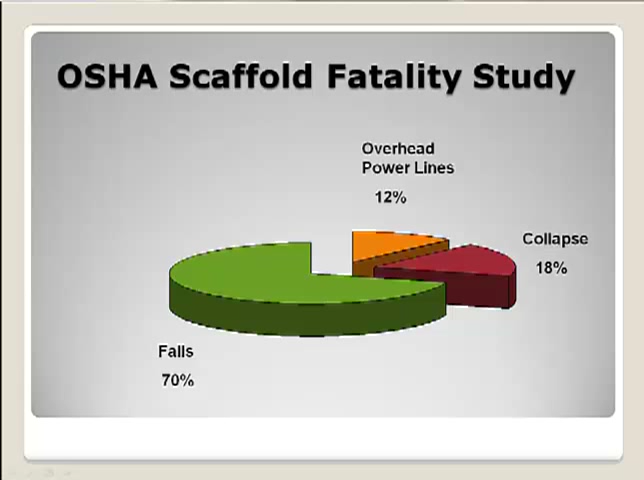 OSHA Scaffold Fatality Study
Overhead
Power Lines
12%
Collapse
18%
Falls
70%